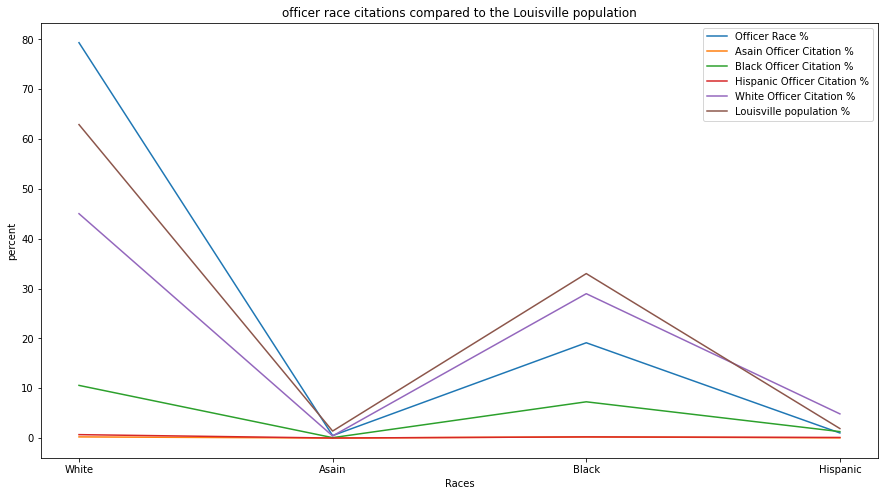 officer race citations compared to the Louisville population
Officer Race %
Asain Officer Citation %
Black Officer Citation %
Hispanic Officer Citation %
White Officer Citation %
Louisville population %
80
70
60
50
40
30
20
10
0
percent
White Asain Black Hispanic
Races